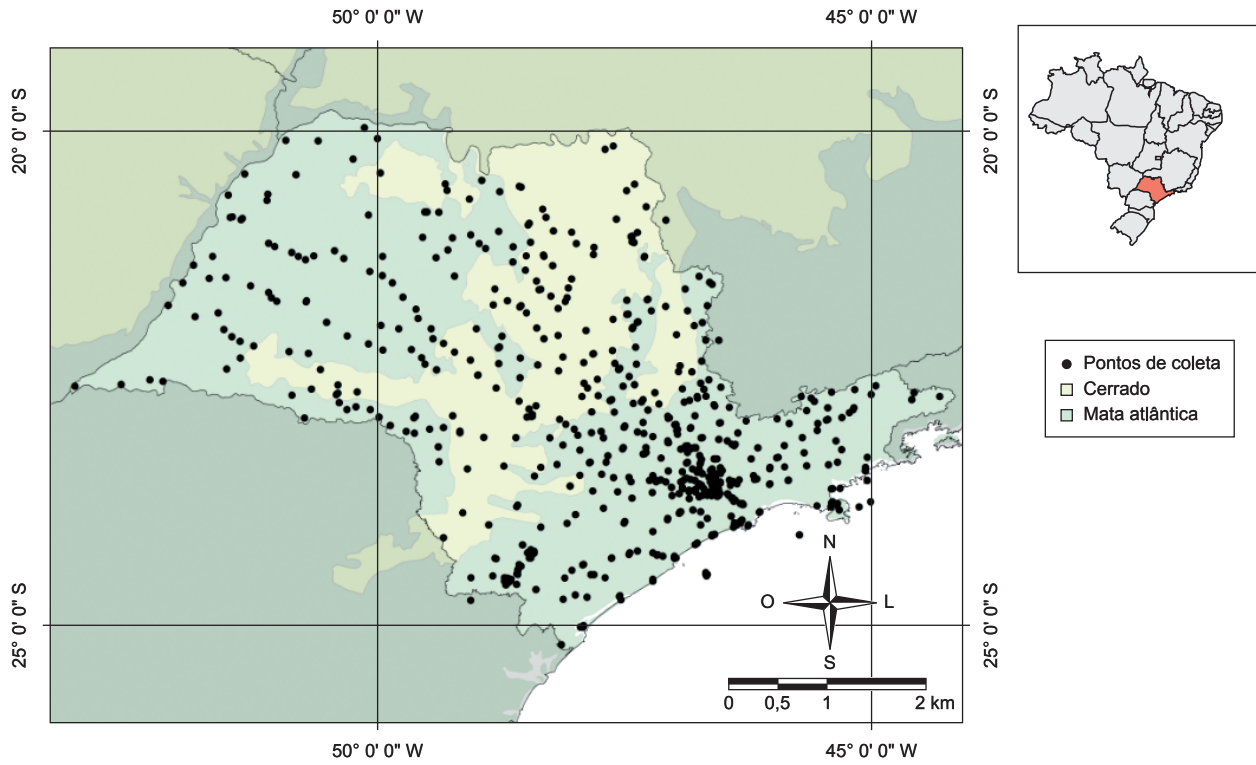 50° 0' 0" W
45° 0' 0" W
20° 0' 0" S
20° 0' 0" S
Pontos de coleta
Cerrado
Mata atlântica
N
O
L
S
25° 0' 0" S
25° 0' 0" S
0
0,5
1
2 km
50° 0' 0" W
45° 0' 0" W